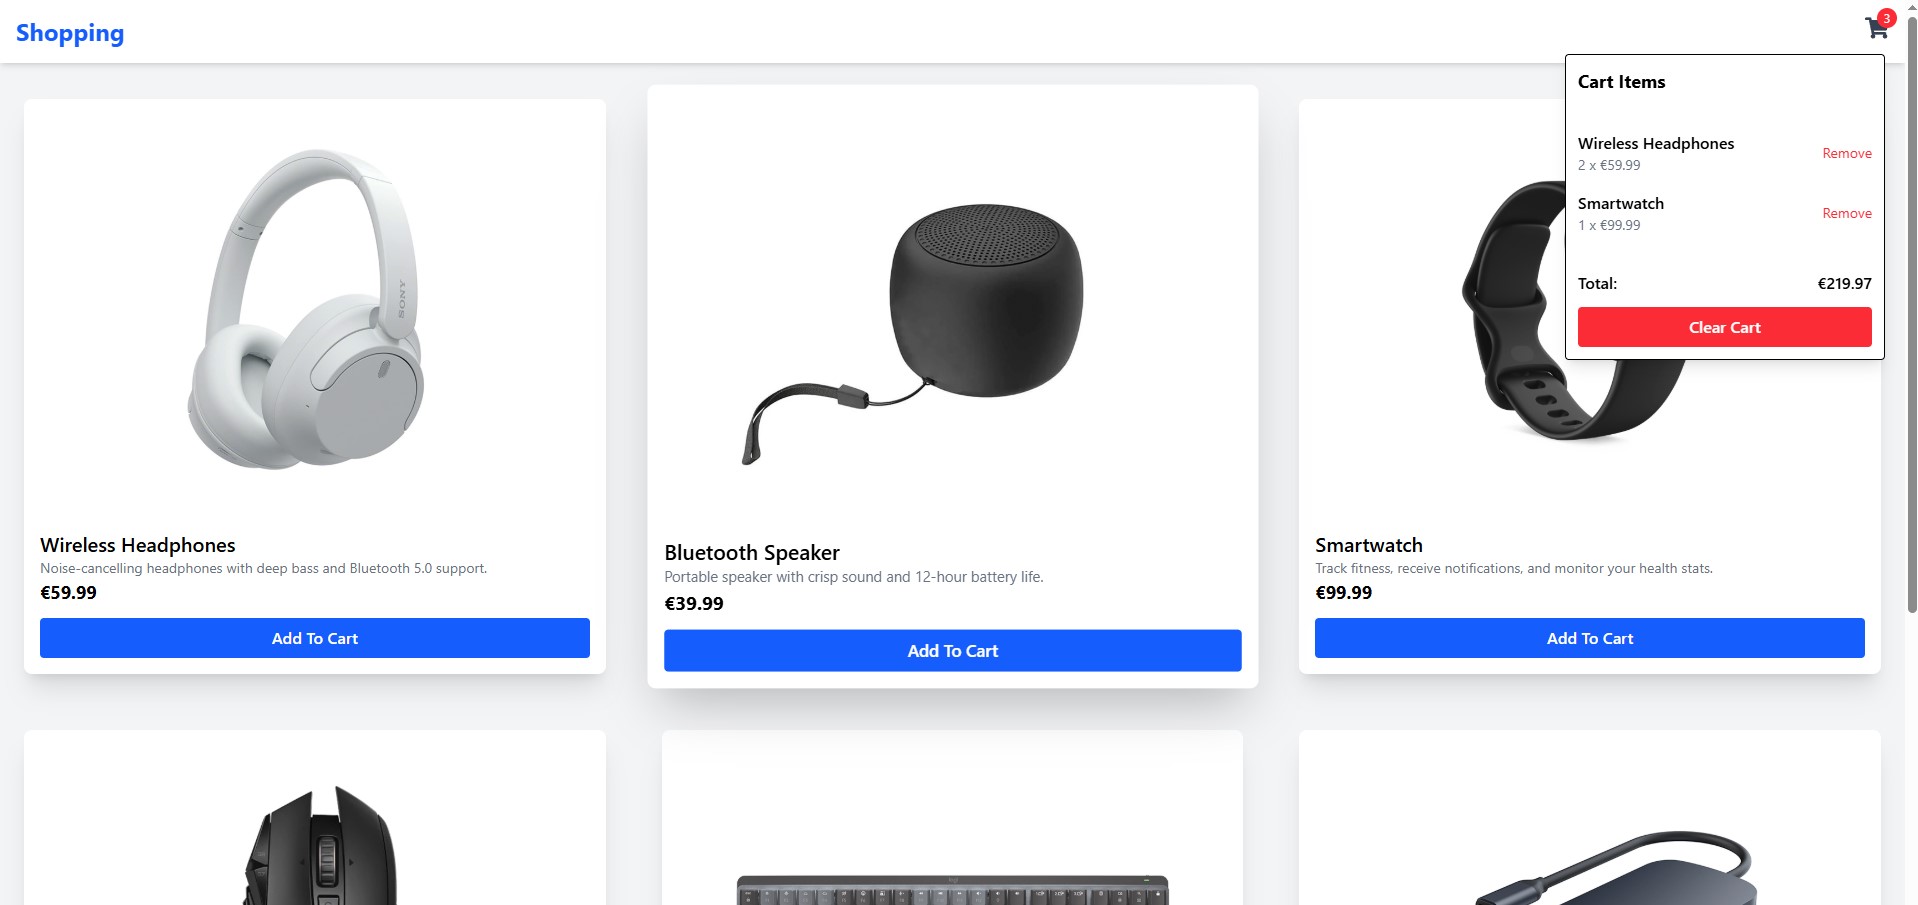 Shopping
3
Cart Items
Wireless Headphones
2 x €59.99
Remove
Smartwatch
1 x €99.99
Remove
Total:
€219.97
Clear Cart
SONY
Wireless Headphones
Noise-cancelling headphones with deep bass and Bluetooth 5.0 support.
€59.99
Add To Cart
Bluetooth Speaker
Portable speaker with crisp sound and 12-hour battery life.
€39.99
Add To Cart
Smartwatch
Track fitness, receive notifications, and monitor your health stats.
€99.99
Add To Cart